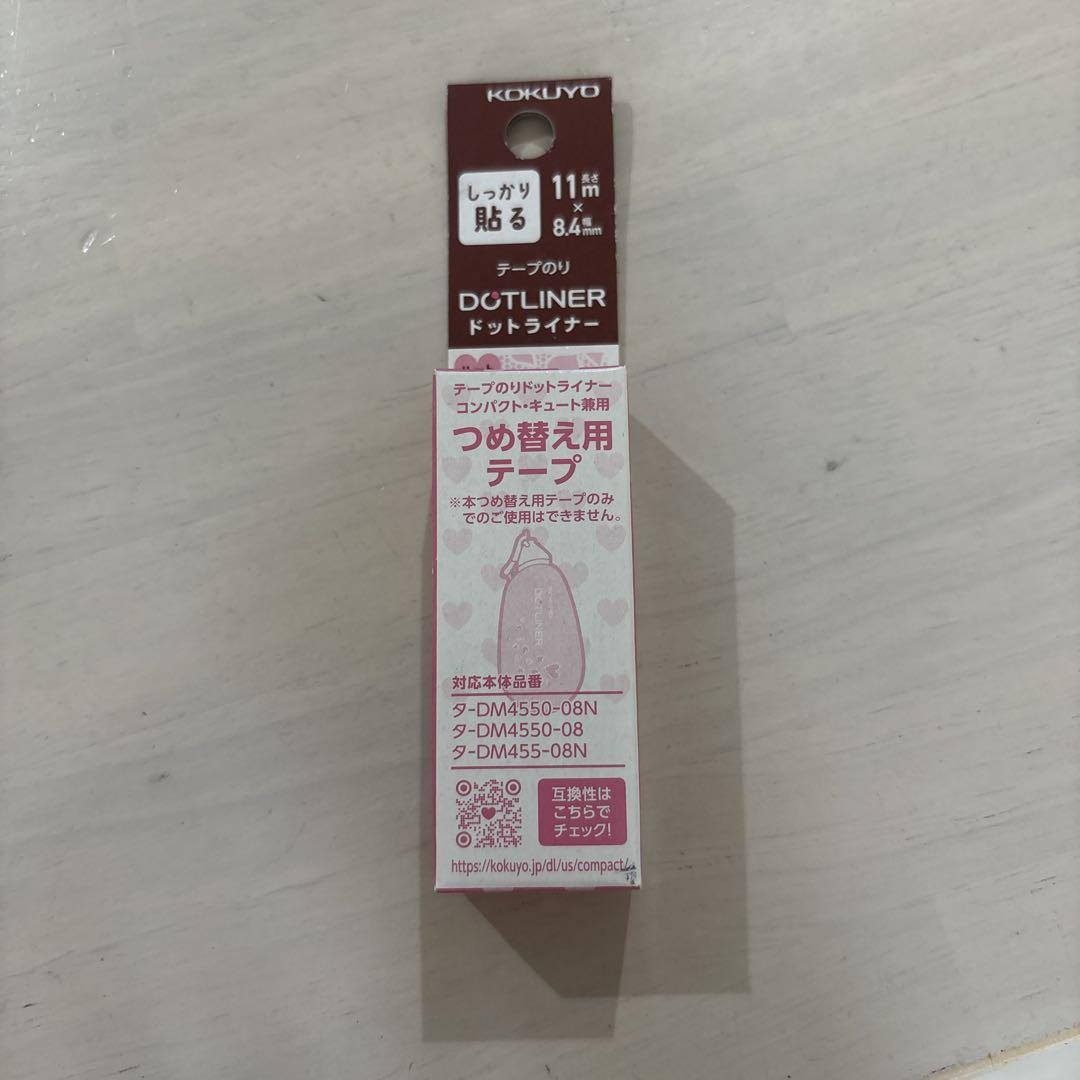 KOKUYO
しっかり
貼る
長さ
11m
×
幅
8.4mm
テープのり
DOTLINER
ドットライナー
テープのりドットライナー
コンパクト・キュート兼用
つめ替え用
テープ
※本つめ替え用テープのみ
でのご使用はできません。
DOTLINER
対応本体品番
タ-DM4550-08N
タ-DM4550-08
タ-DM455-08N
互換性は
こちらで
チェック!
https://kokuyo.jp/dl/us/compact/